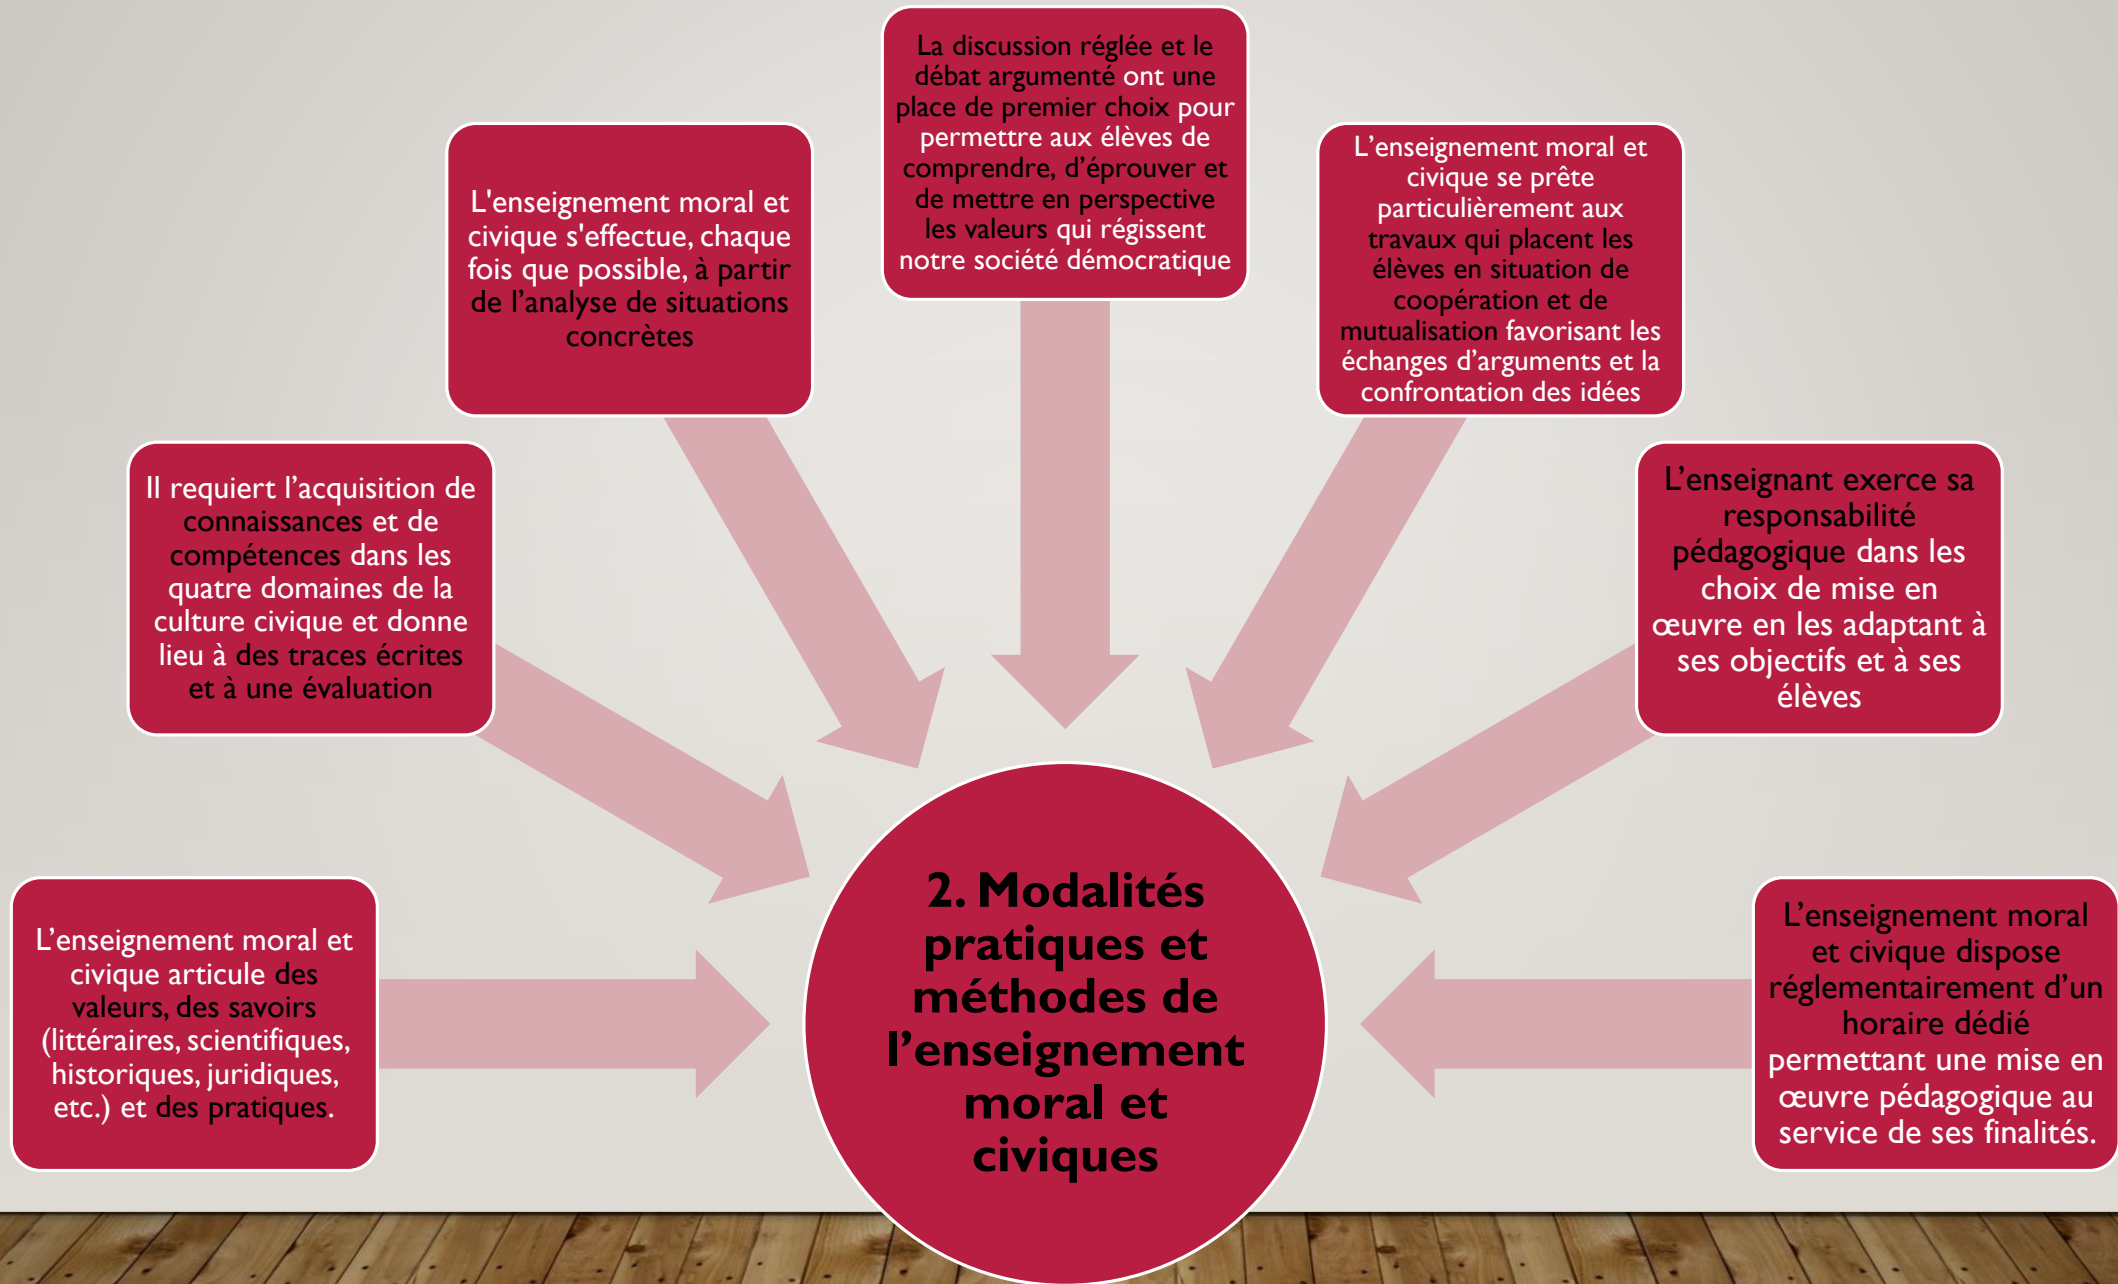 La discussion réglée et le
débat argumenté ont une
place de premier choix pour
permettre aux élèves de
comprendre, d’éprouver et
de mettre en perspective
les valeurs qui régissent
notre société démocratique
L'enseignement moral et
civique s'effectue, chaque
fois que possible, à partir
de l’analyse de situations
concrètes
L’enseignement moral et
civique se prête
particulièrement aux
travaux qui placent les
élèves en situation de
coopération et de
mutualisation favorisant les
échanges d’arguments et la
confrontation des idées
Il requiert l’acquisition de
connaissances et de
compétences dans les
quatre domaines de la
culture civique et donne
lieu à des traces écrites
et à une évaluation
L’enseignant exerce sa
responsabilité
pédagogique dans les
choix de mise en
œuvre en les adaptant à
ses objectifs et à ses
élèves
L’enseignement moral et
civique articule des
valeurs, des savoirs
(littéraires, scientifiques,
historiques, juridiques,
etc.) et des pratiques.
2. Modalités
pratiques et
méthodes de
l’enseignement
moral et
civiques
L’enseignement moral
et civique dispose
réglementairement d’un
horaire dédié
permettant une mise en
œuvre pédagogique au
service de ses finalités.